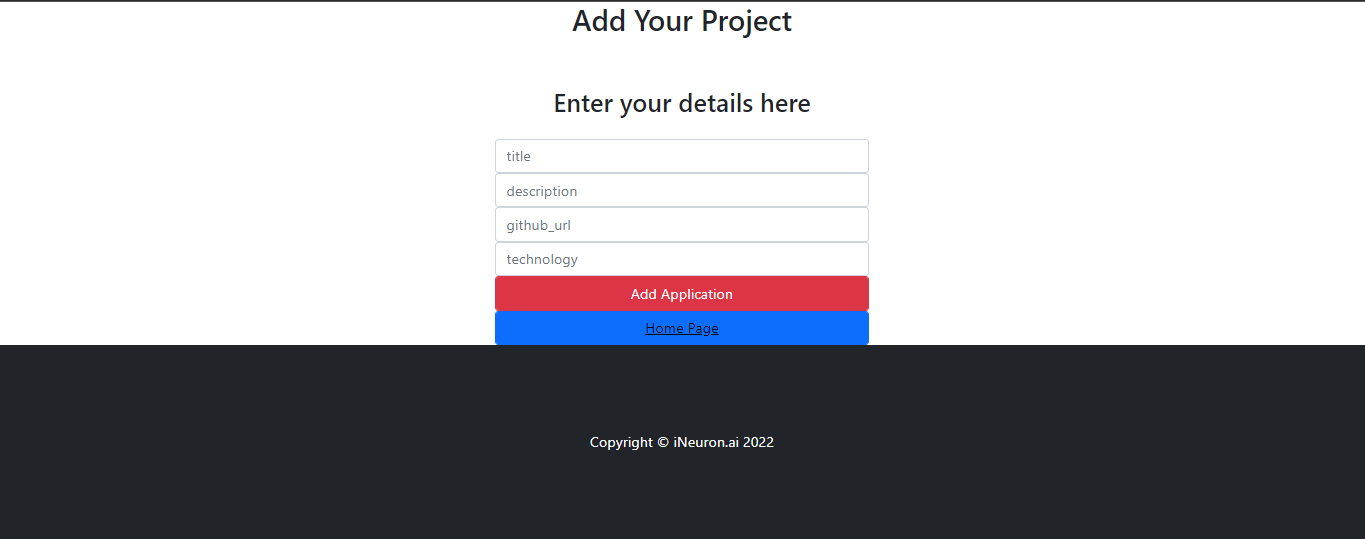 Add Your Project
Enter your details here
title
description
github_url
technology
Add Application
Home Page
Copyright © iNeuron.ai 2022